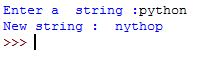 Enter a  string :python
New string :  nythop
>>>